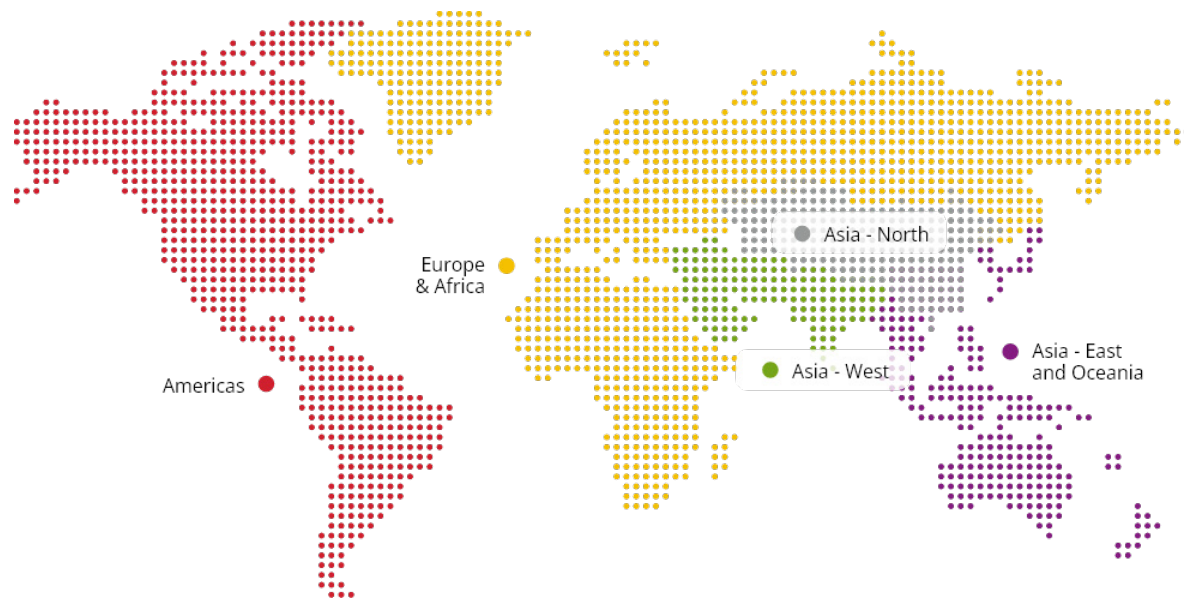 Asia - North
Europe
& Africa
Asia - East
and Oceania
Asia - West
Americas